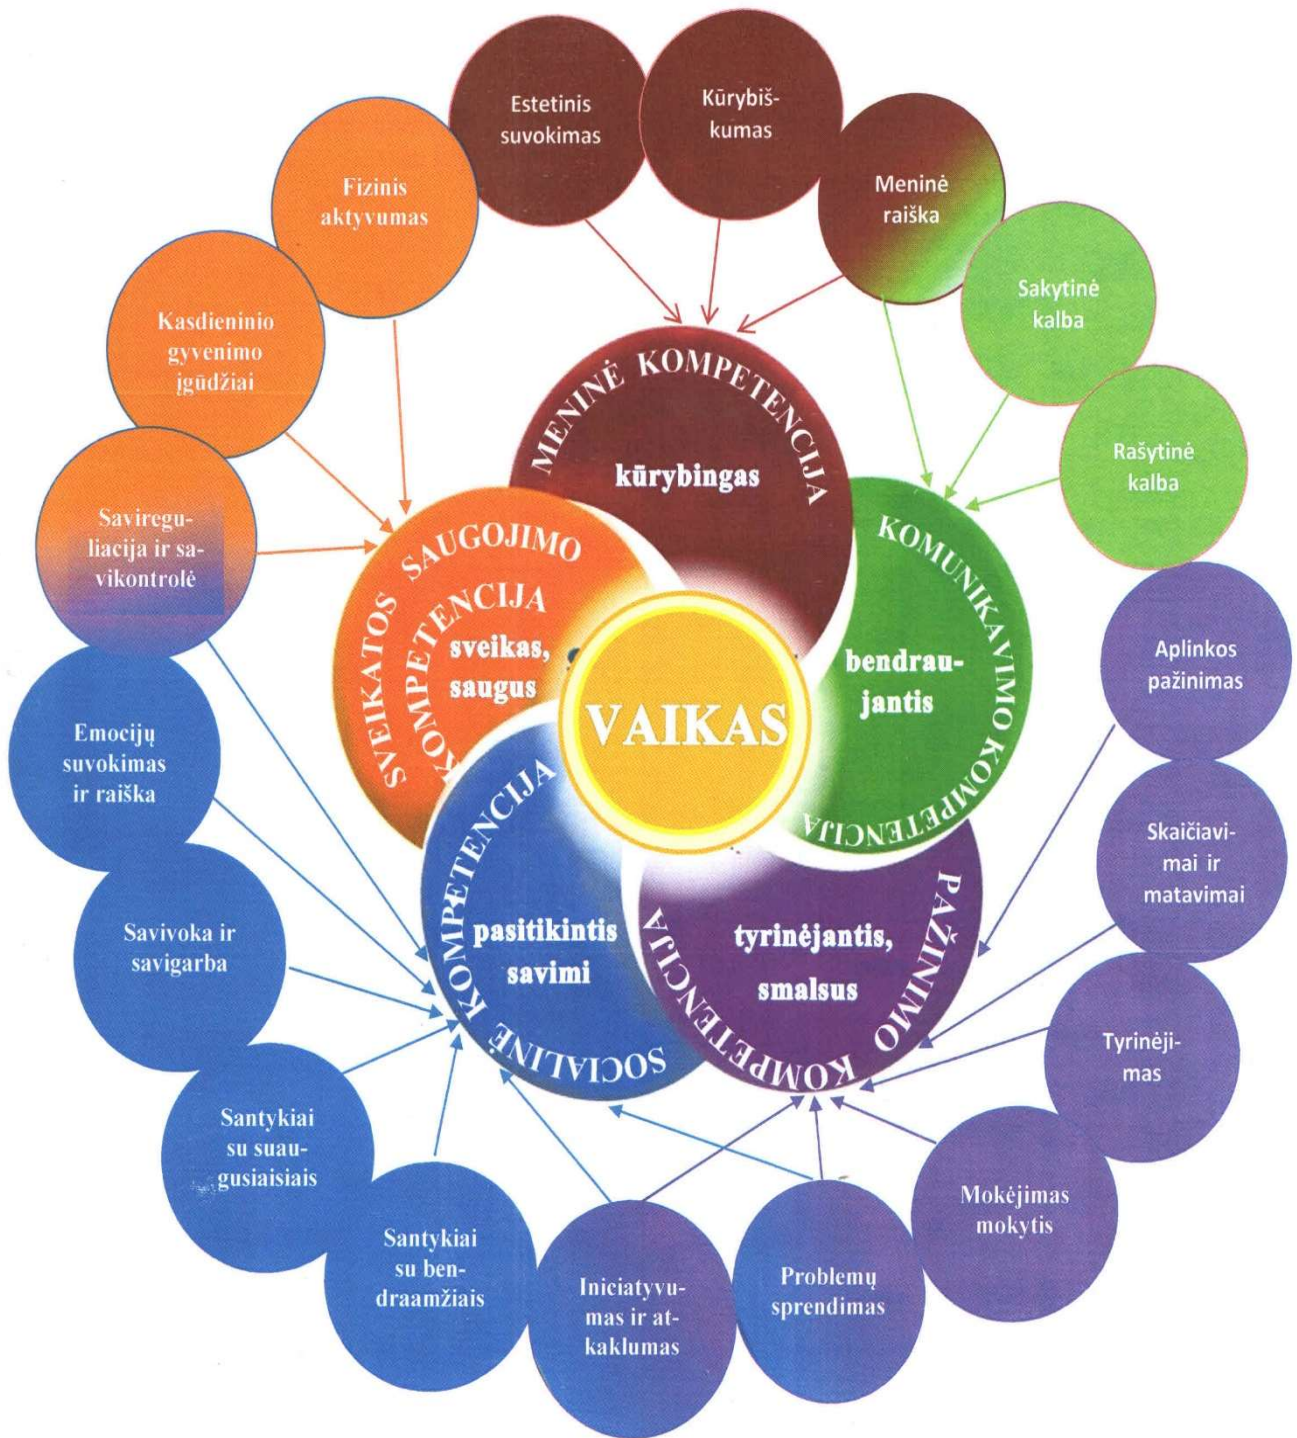 Estetinis
suvokimas
Kūrybiš-
kumas
Meninė
raiška
Sakytinė
kalba
Rašytinė
kalba
Aplinkos
pažinimas
Skaičiavi-
mai ir
matavimai
Tyrinėji-
mas
Mokėjimas
mokytis
Problemų
sprendimas
Iniciatyvu-
mas ir at-
kaklumas
Santykiai
su ben-
draamžiais
Santykiai
su suau-
gusiaisiais
Savivoka ir
savigarba
Emocijų
suvokimas
ir raiška
Saviregu-
liacija ir sa-
vikontrolė
Kasdieninio
gyvenimo
įgūdžiai
Fizinis
aktyvumas
MENINĖ KOMPETENCIJA
kūrybingas
KOMUNIKAVIMO KOMPETENCIJA
bendrau-
jantis
PAŽINIMO KOMPETENCIJA
tyrinėjantis,
smalsus
SOCIALINĖ KOMPETENCIJA
pasitikintis
savimi
SVEIKATOS SAUGOJIMO
KOMPETENCIJA
sveikas,
saugus
VAIKAS